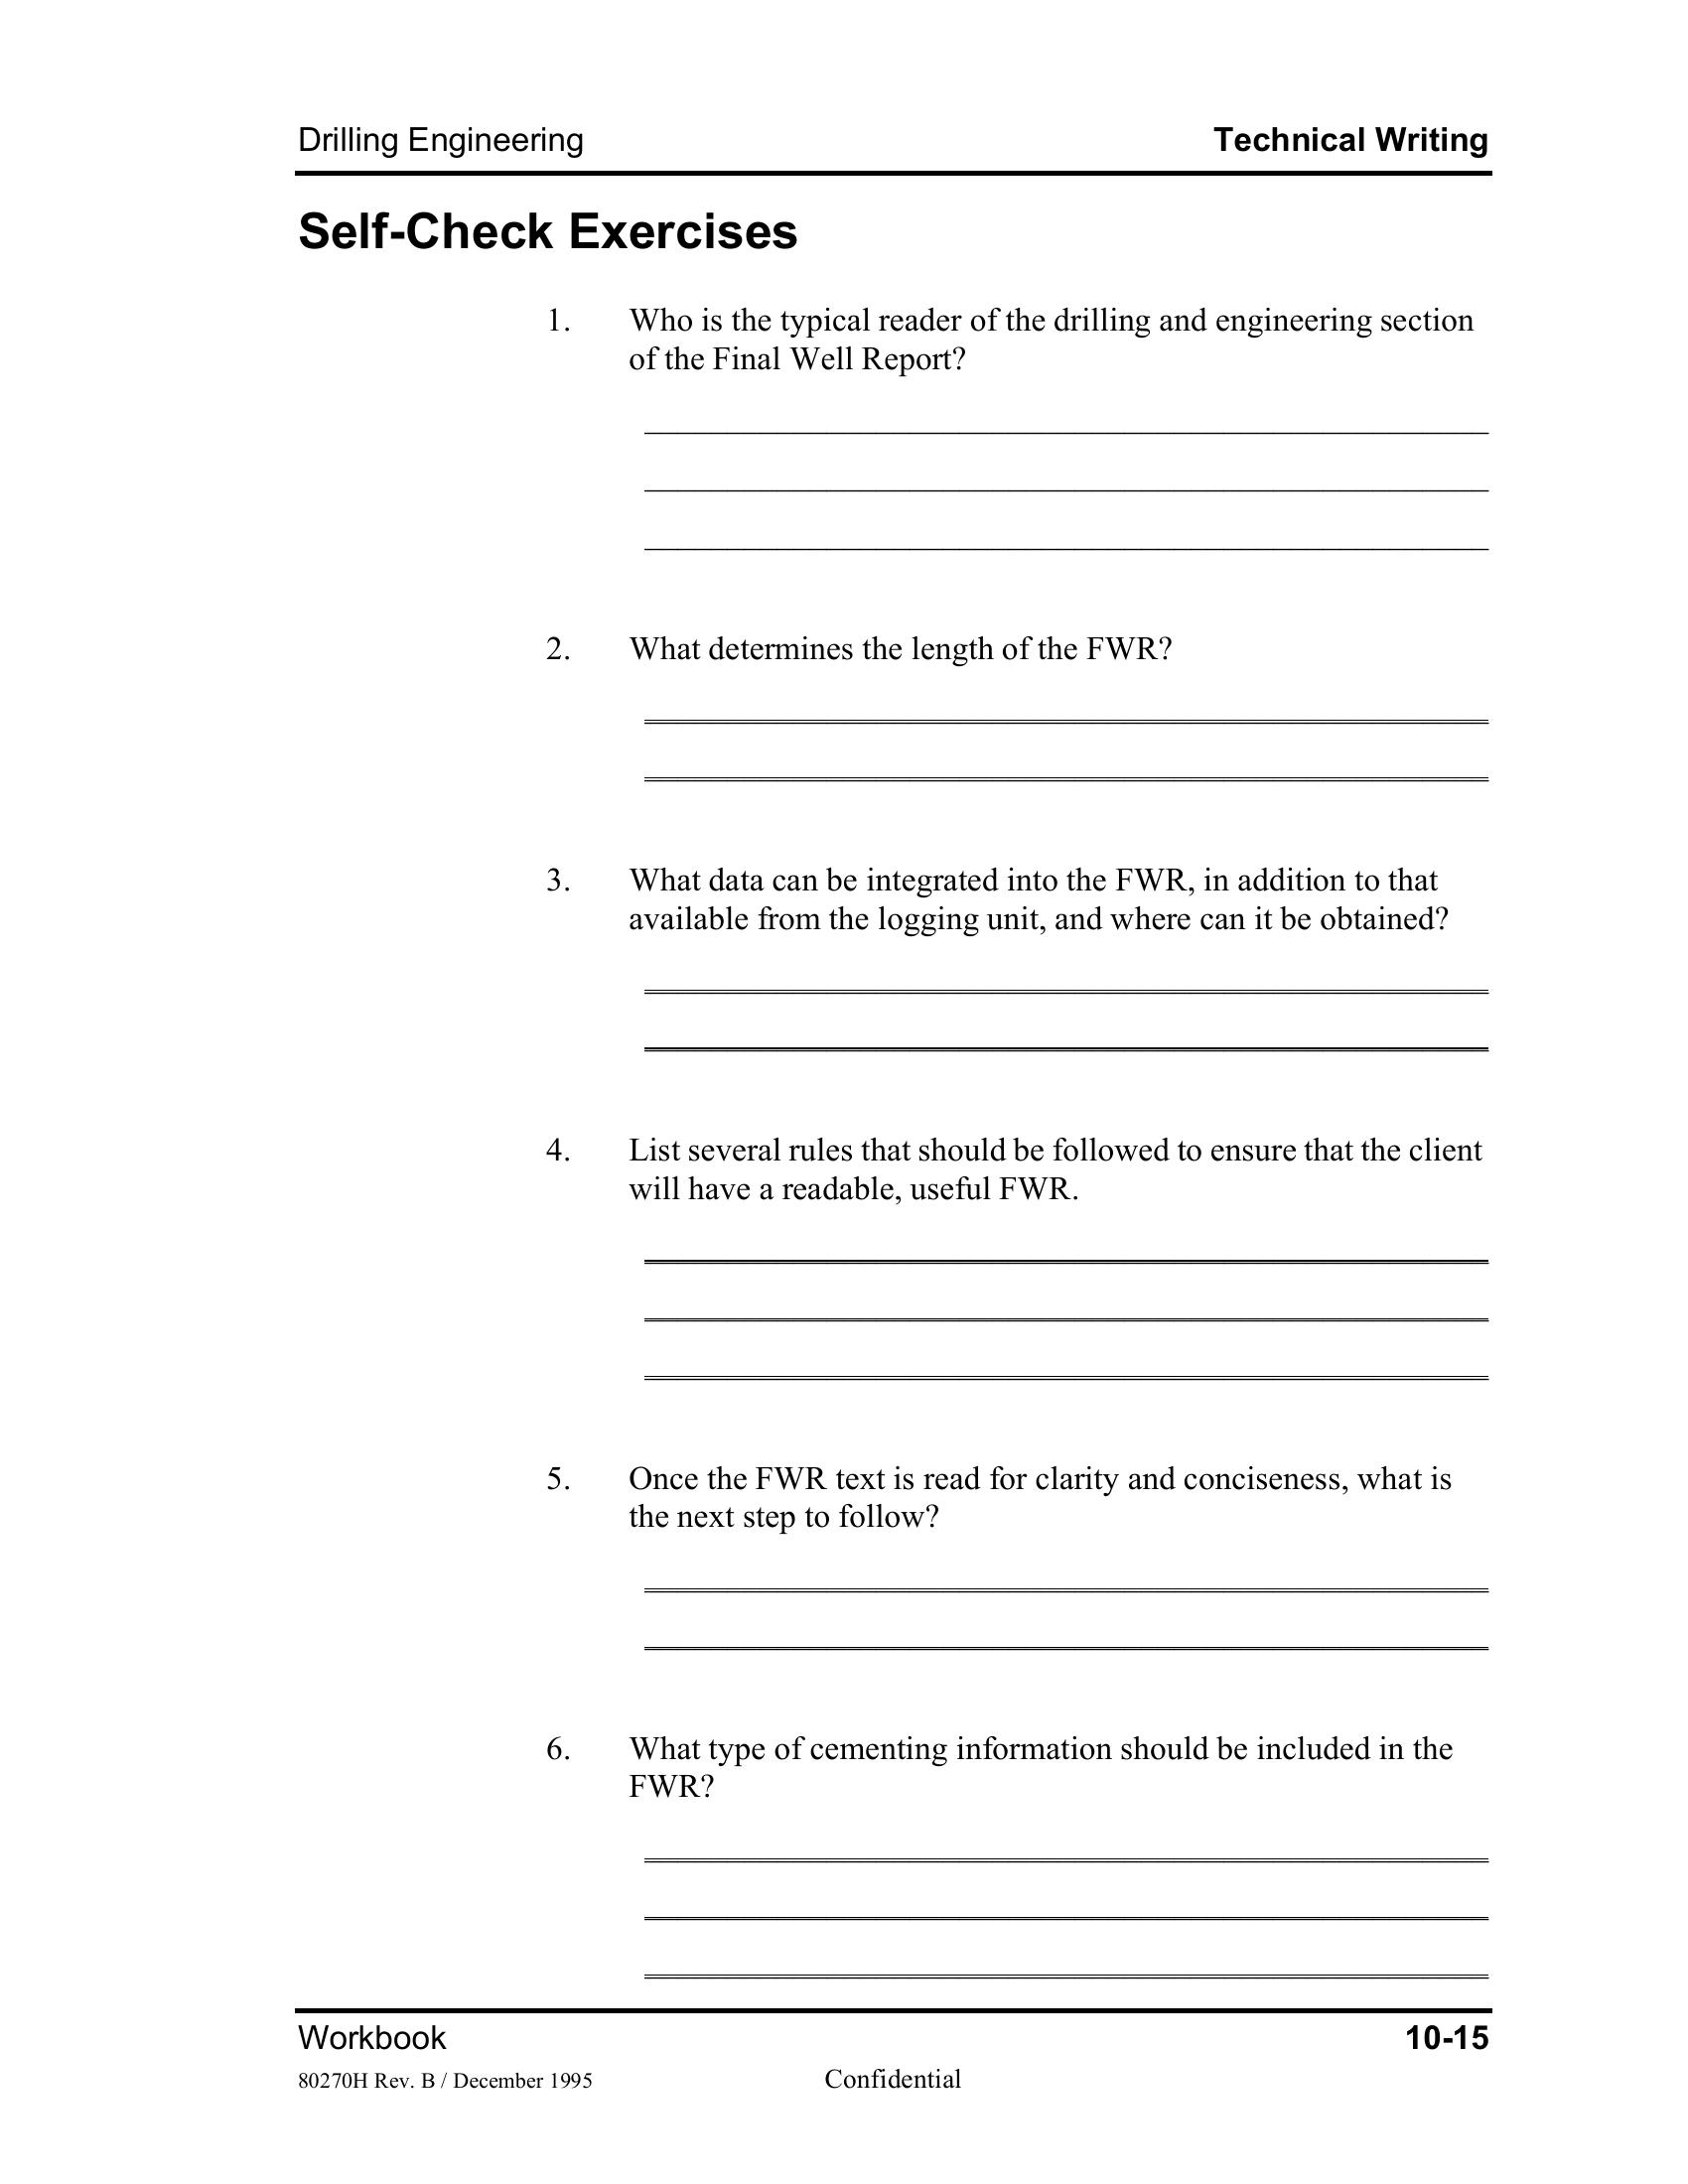 Drilling Engineering Technical Writing
Self-Check Exercises
1. Who is the typical reader of the drilling and engineering section
of the Final Well Report?
2. What determines the length of the FWR?
3. What data can be integrated into the FWR, in addition to that
available from the logging unit, and where can it be obtained?
4. List several rules that should be followed to ensure that the client
will have a readable, useful FWR.
5. Once the FWR text is read for clarity and conciseness, what is
the next step to follow?
6. What type of cementing information should be included in the
FWR?
Workbook 10-15
80270H Rev. B / December 1995 Confidential